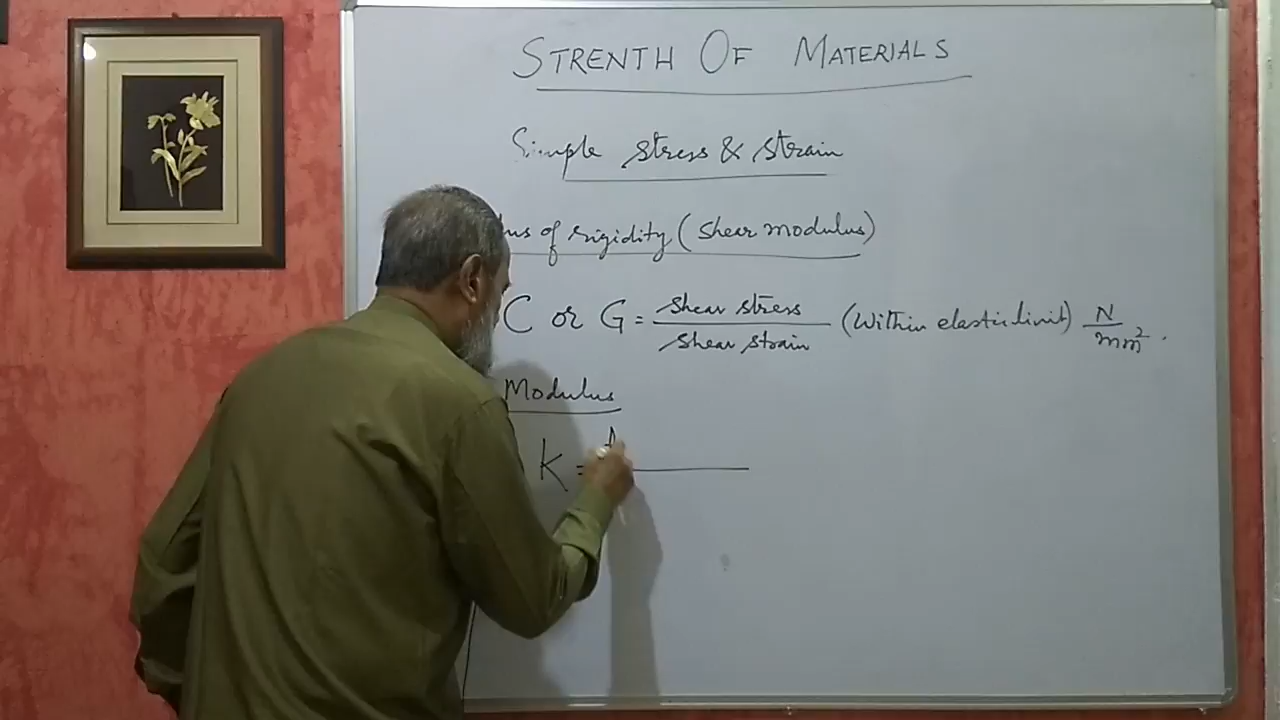 STRENTH OF MATERIALS
Simple stress & strain
of rigidity (shear modulus)
C or G = shear stress / shear strain (Within elastic limit) N / mm².
Modulus
K =